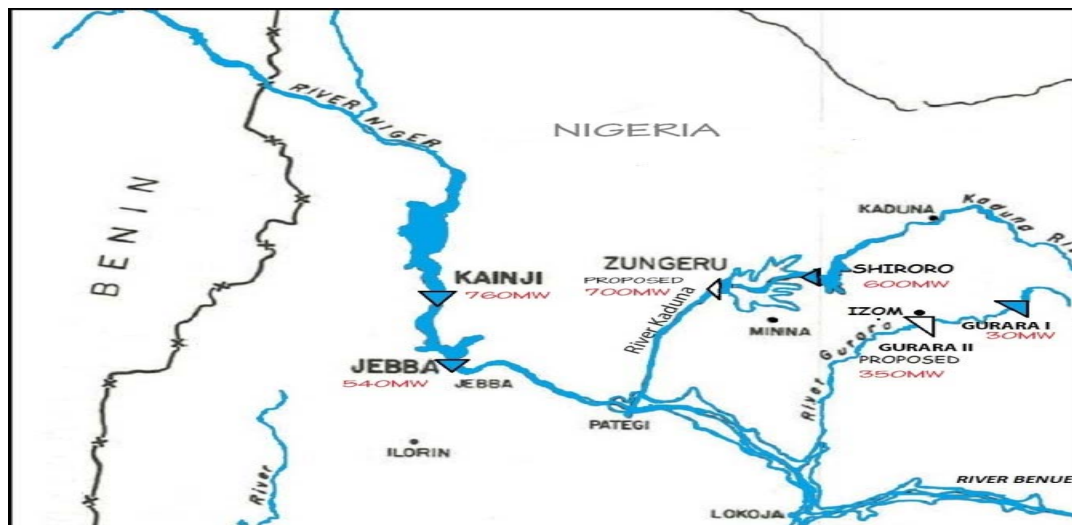 RIVER NIGER
NIGERIA
BENIN
KADUNA
Kaduna Ri
ZUNGERU
PROPOSED
700MW
SHIRORO
600MW
KAINJI
760MW
River Kaduna
MINNA
IZOM
GURARA I
30MW
River Gurara
GURARA II
PROPOSED
350MW
JEBBA
540MW
JEBBA
PATEGI
ILORIN
River
RIVER BENUE
LOKOJA